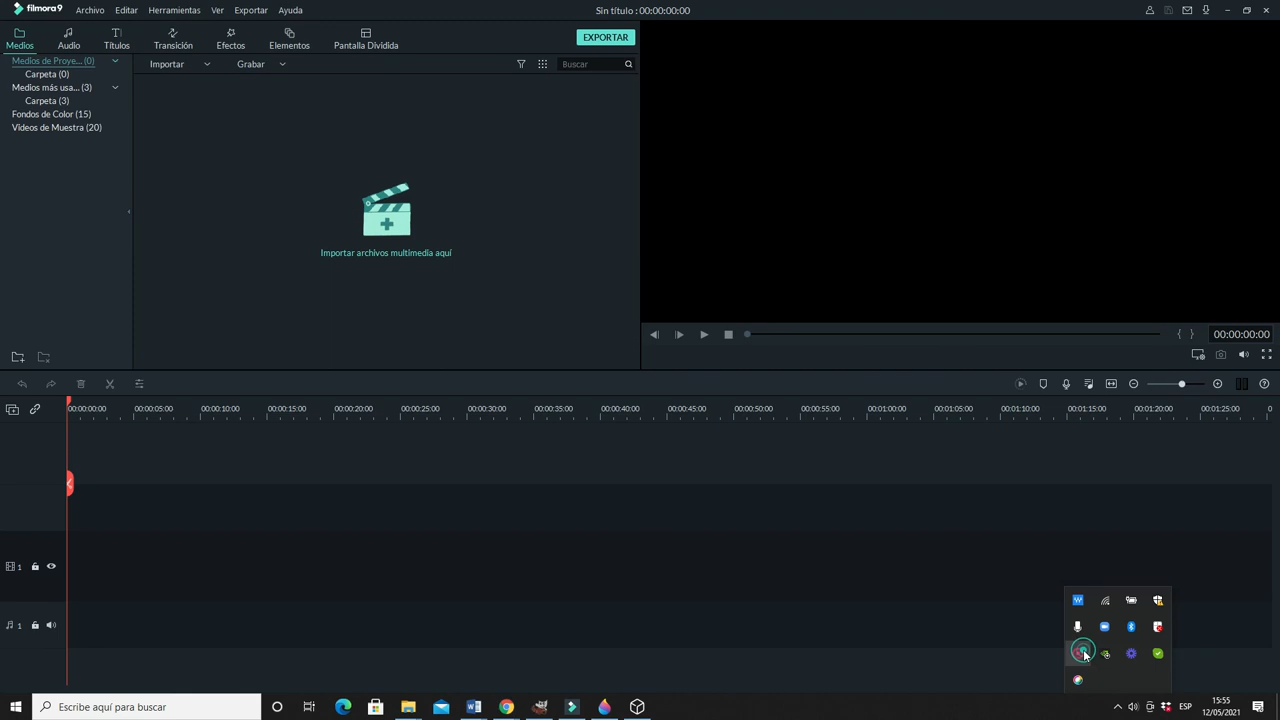 filmora9 Archivo Editar Herramientas Ver Exportar Ayuda Sin título : 00:00:00:00
Medios Audio Títulos Transición Efectos Elementos Pantalla Dividida EXPORTAR
Medios de Proye... (0) Importar Grabar Buscar
Carpeta (0)
Medios más usa... (3)
Carpeta (3)
Fondos de Color (15)
Videos de Muestra (20)
Importar archivos multimedia aquí
{ } 00:00:00:00
00:00:00:00 00:00:05:00 00:00:10:00 00:00:15:00 00:00:20:00 00:00:25:00 00:00:30:00 00:00:35:00 00:00:40:00 00:00:45:00 00:00:50:00 00:00:55:00 00:01:00:00 00:01:05:00 00:01:10:00 00:01:15:00 00:01:20:00 00:01:25:00 0
1
1
Escribe aquí para buscar ESP 15:55
12/05/2021